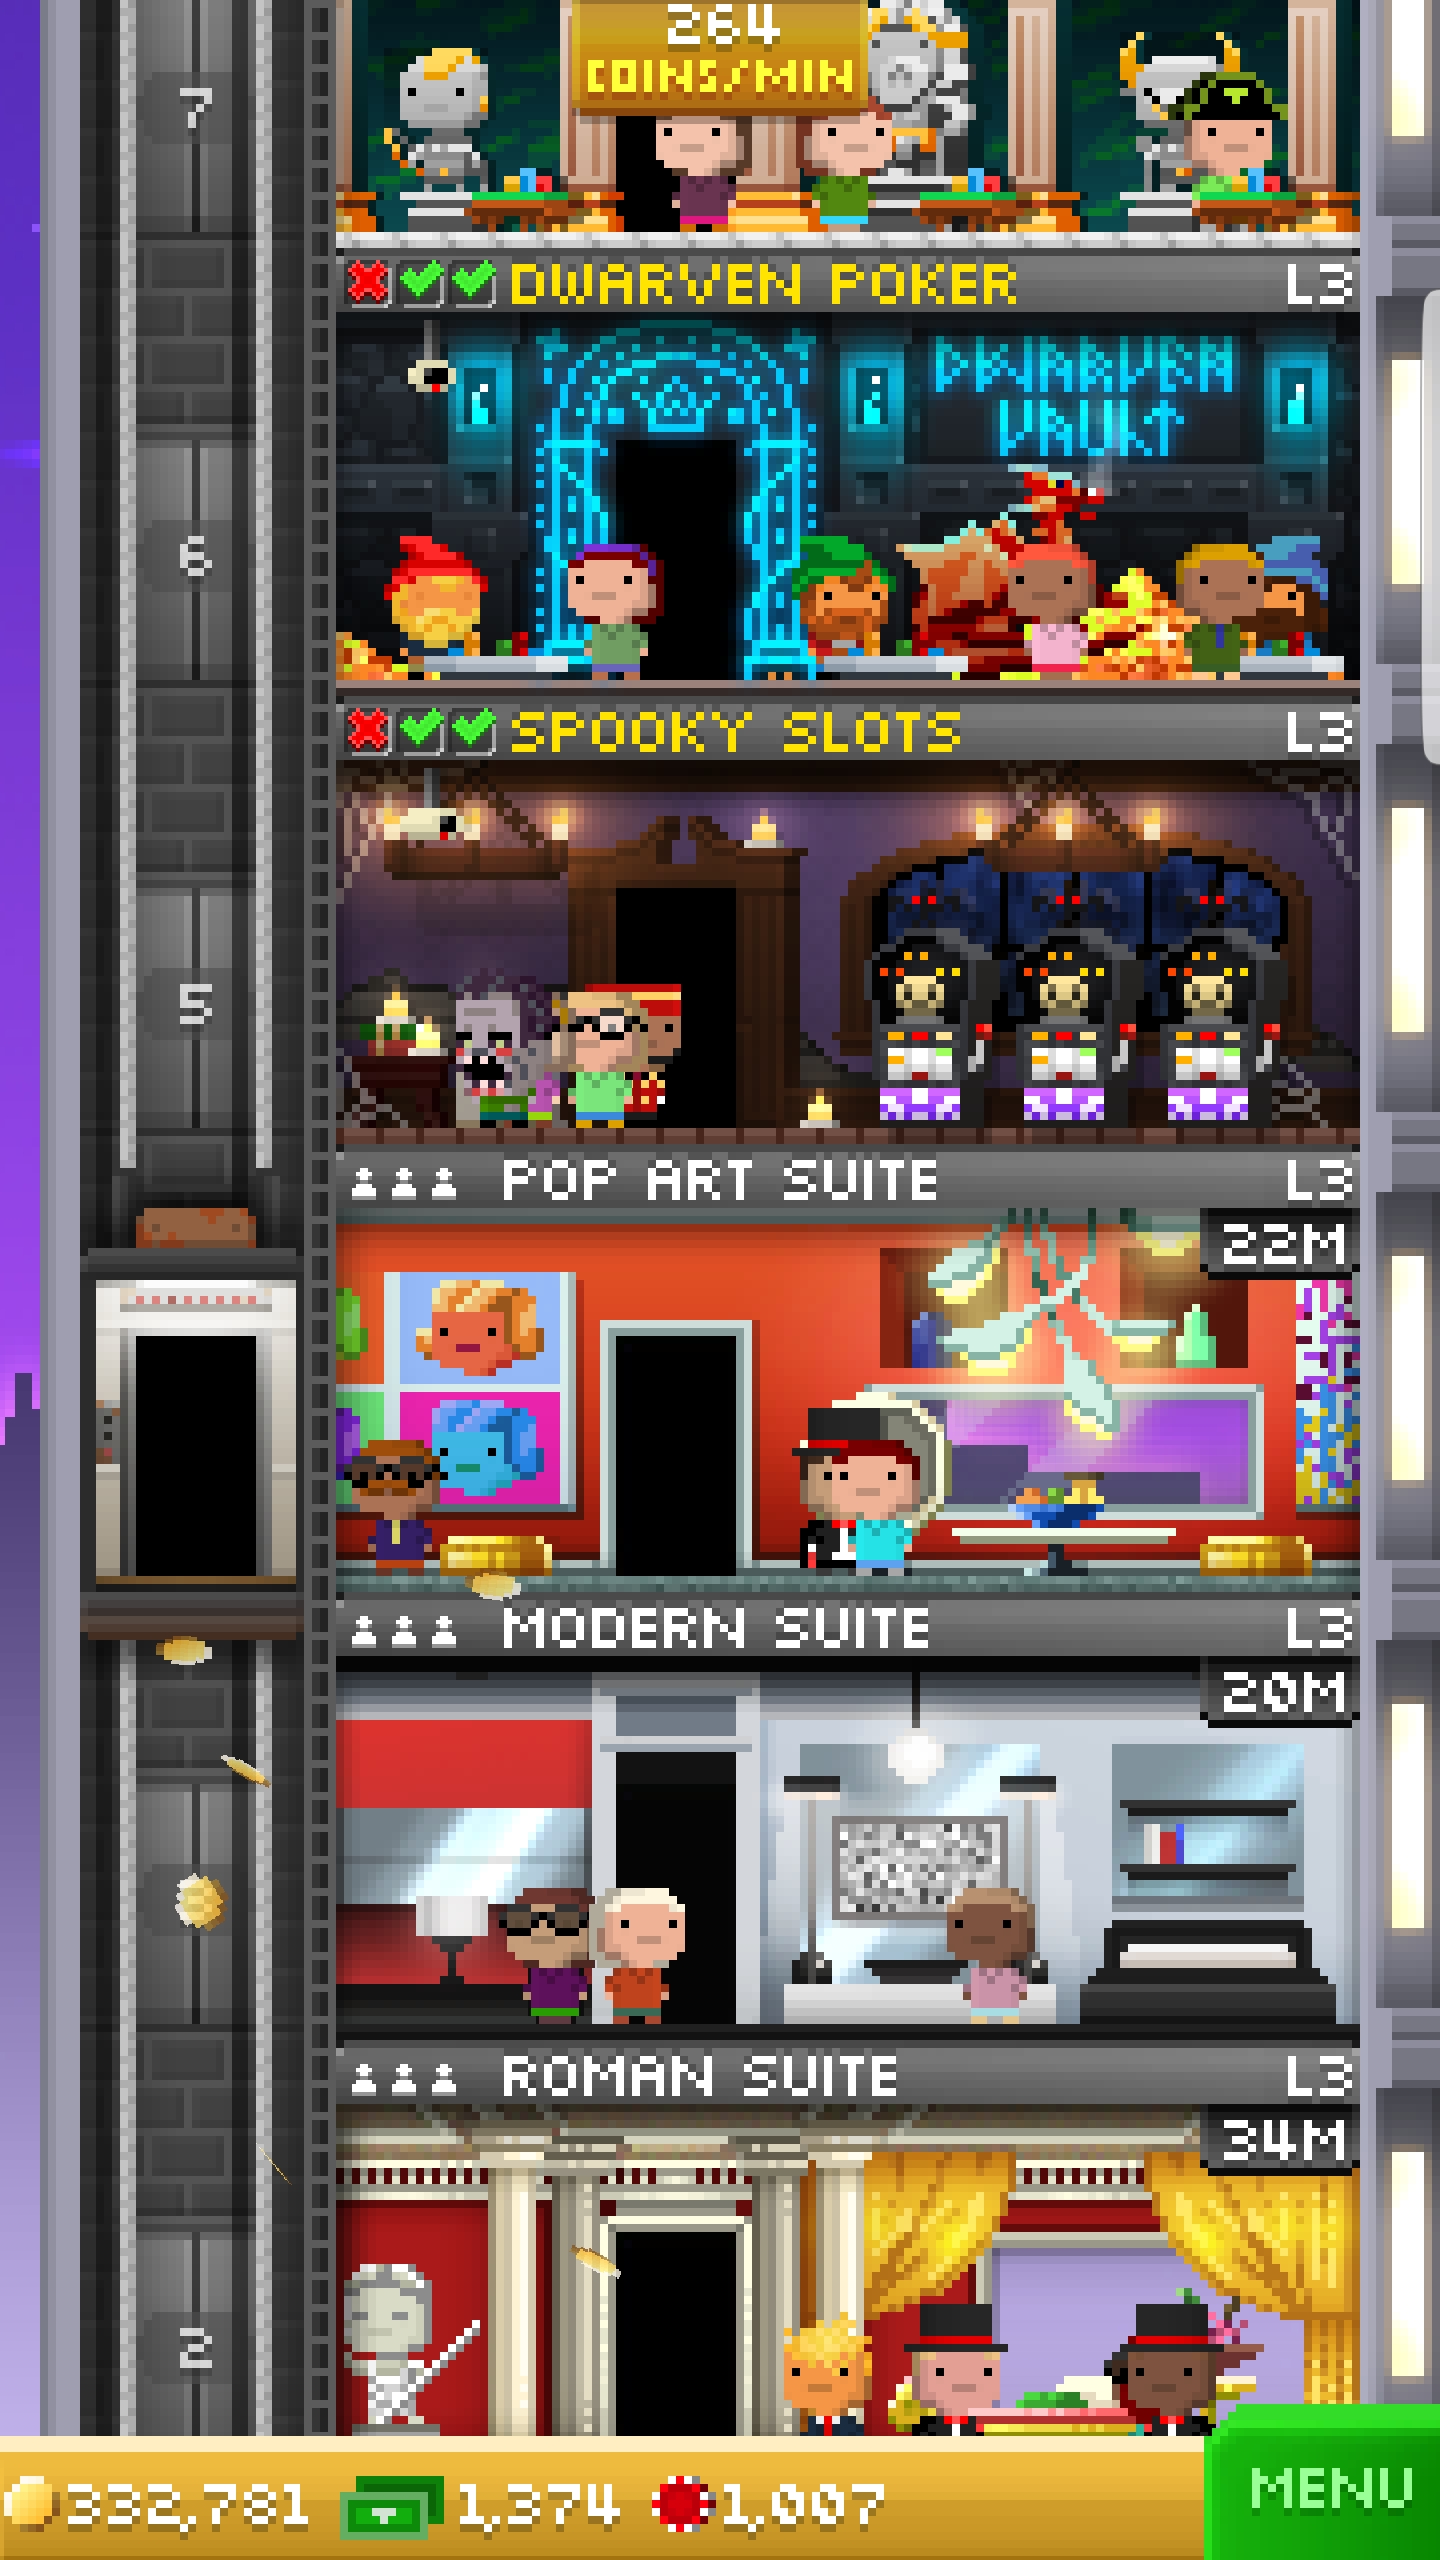 264
COINS/MIN
7
DWARVEN POKER L3
DWARVEN
VAULT
6
SPOOKY SLOTS L3
5
POP ART SUITE L3
22M
MODERN SUITE L3
20M
ROMAN SUITE L3
34M
2
332,781 1,374 1,007
MENU